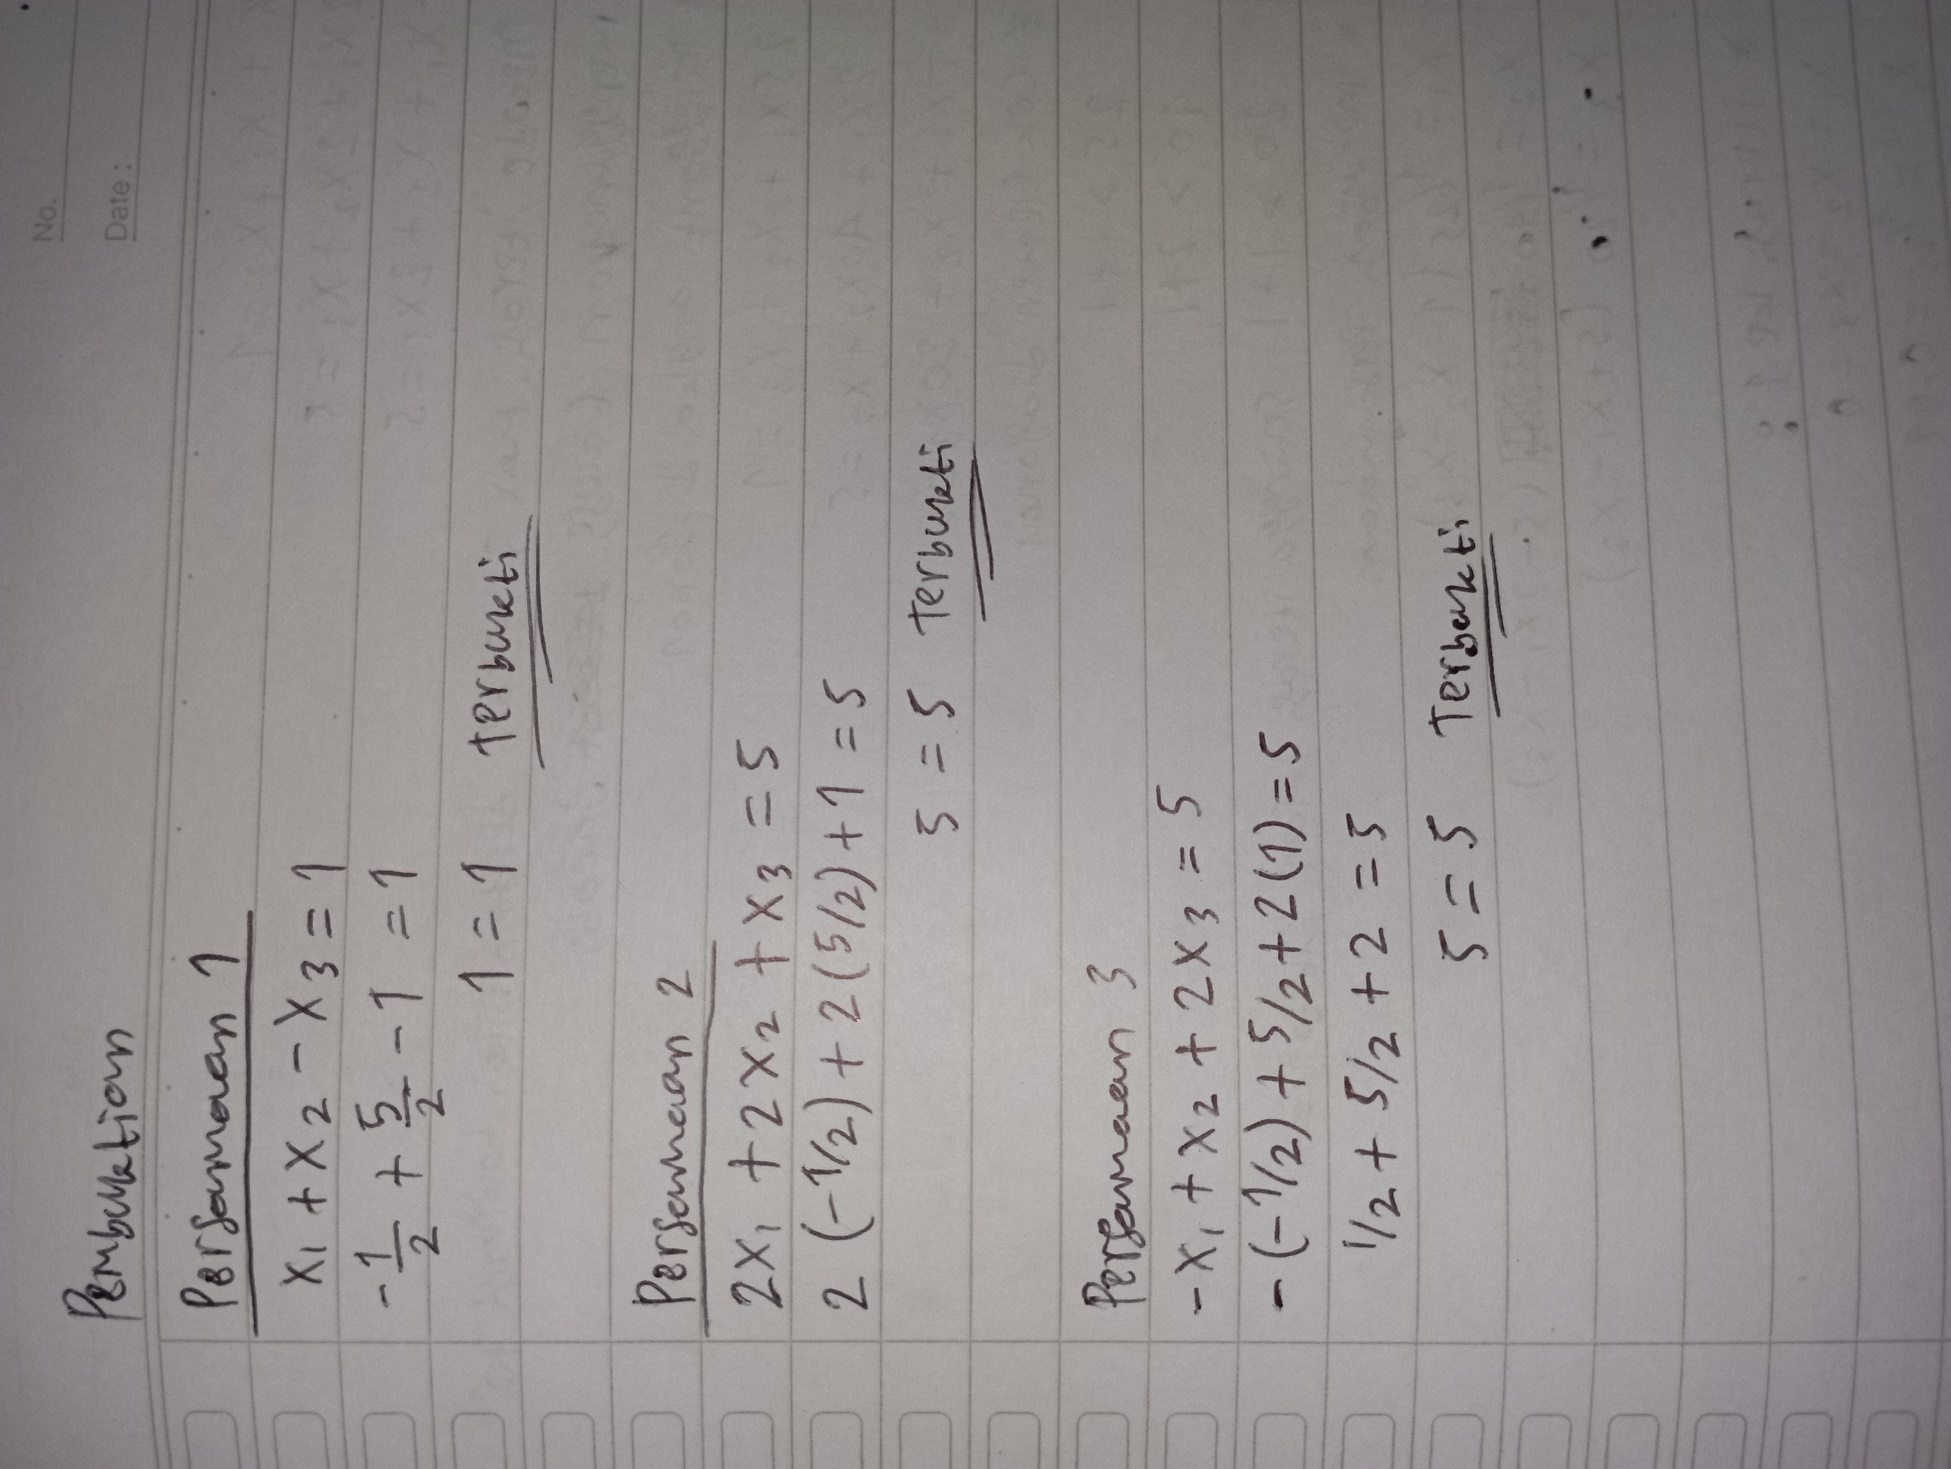 No.
Date:
Pembuktian
Persamaan 1
x₁ + x₂ - x₃ = 1
-1/2 + 5/2 - 1 = 1
1 = 1 terbukti
Persamaan 2
2x₁ + 2x₂ + x₃ = 5
2 (-1/2) + 2 (5/2) + 1 = 5
5 = 5 terbukti
Persamaan 3
-x₁ + x₂ + 2x₃ = 5
-(-1/2) + 5/2 + 2 (1) = 5
1/2 + 5/2 + 2 = 5
5 = 5 Terbukti